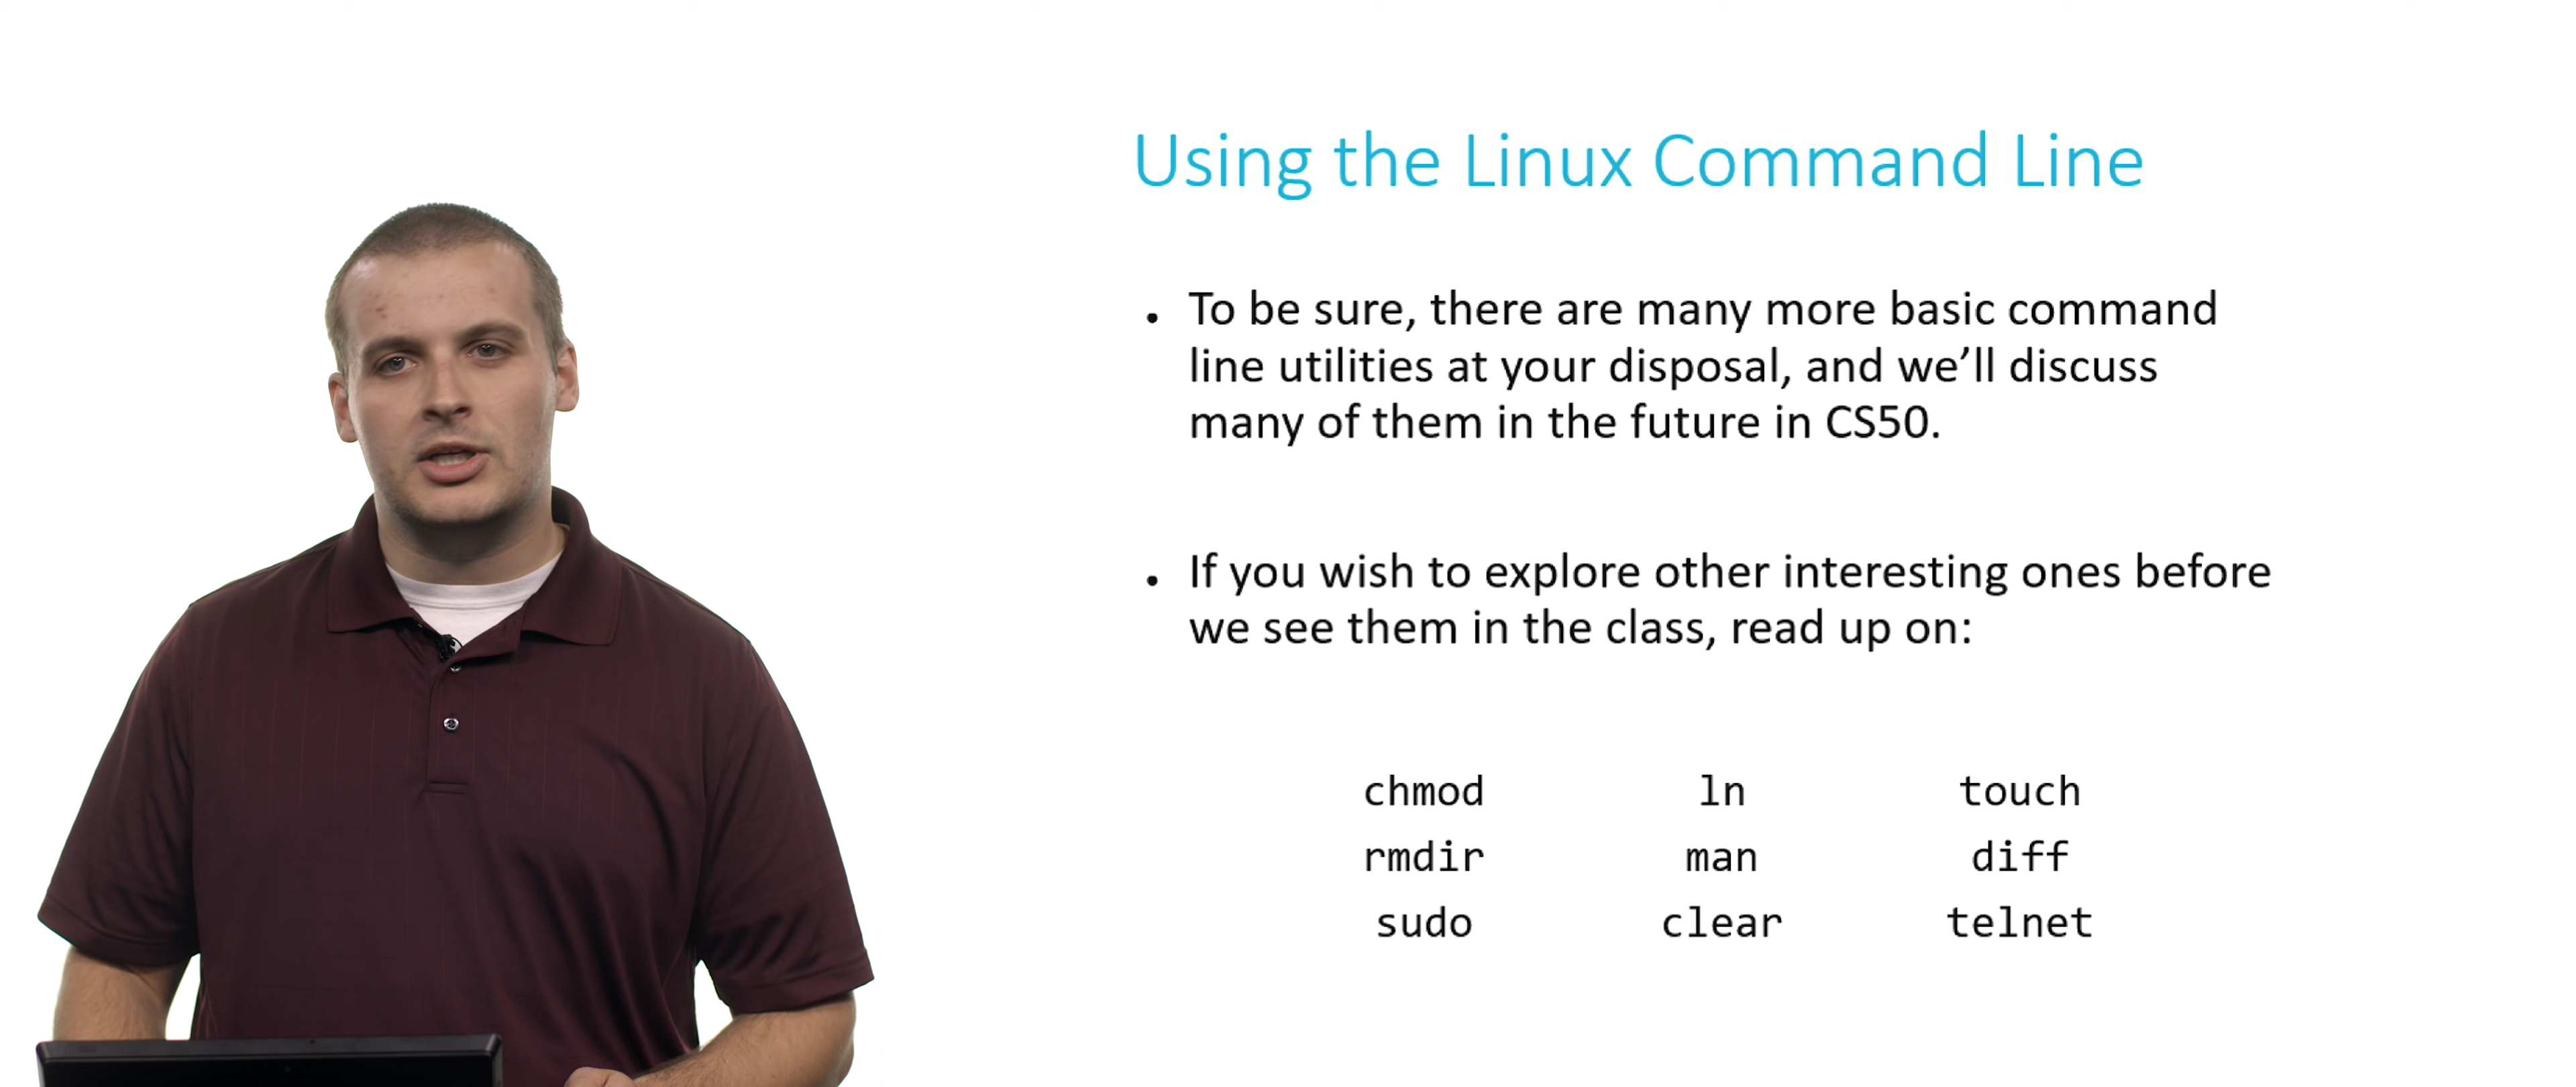 Using the Linux Command Line
• To be sure, there are many more basic command
line utilities at your disposal, and we’ll discuss
many of them in the future in CS50.
• If you wish to explore other interesting ones before
we see them in the class, read up on:
chmod ln touch
rmdir man diff
sudo clear telnet